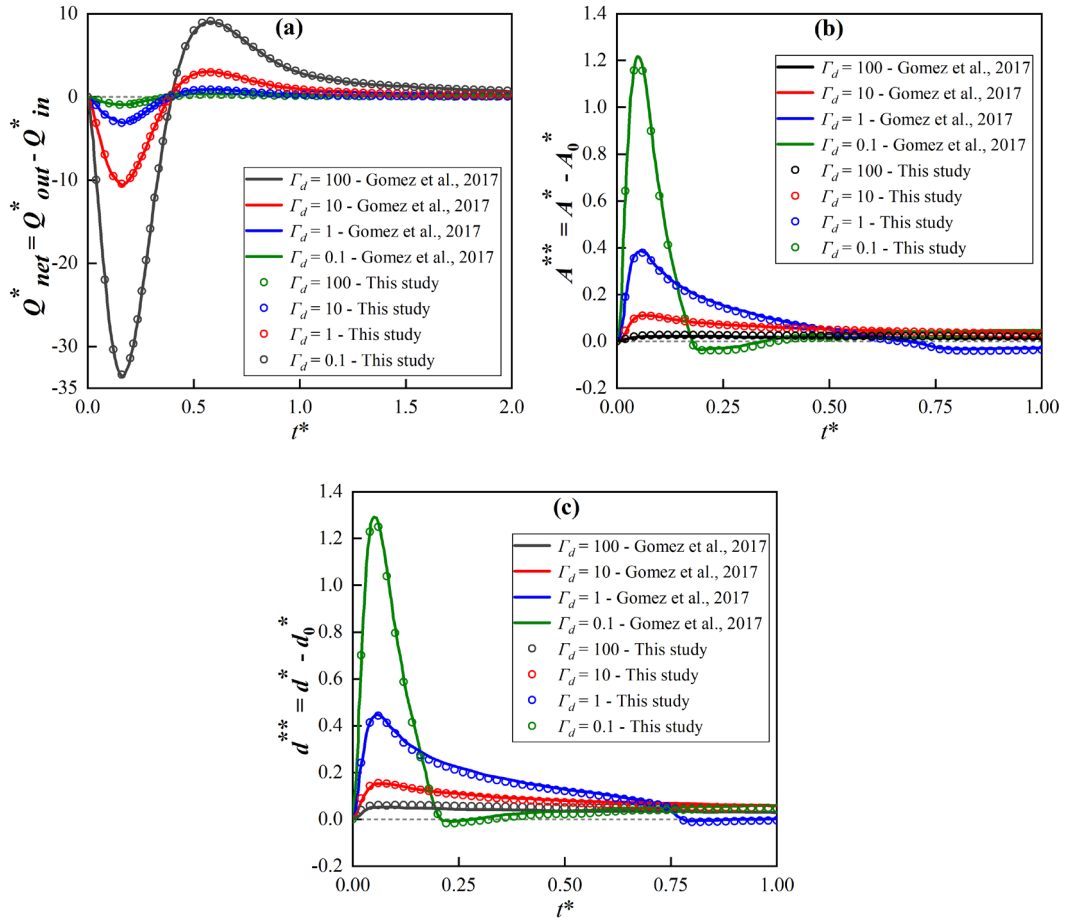 (a)
10
0
-10
-20
-30
-35
Q*net = Q*out - Q*in
0.0
0.5
1.0
1.5
2.0
t*
Γd = 100 - Gomez et al., 2017
Γd = 10 - Gomez et al., 2017
Γd = 1 - Gomez et al., 2017
Γd = 0.1 - Gomez et al., 2017
Γd = 100 - This study
Γd = 10 - This study
Γd = 1 - This study
Γd = 0.1 - This study
(b)
1.4
1.2
1.0
0.8
0.6
0.4
0.2
0.0
-0.2
A** = A* - A0*
0.00
0.25
0.50
0.75
1.00
t*
Γd = 100 - Gomez et al., 2017
Γd = 10 - Gomez et al., 2017
Γd = 1 - Gomez et al., 2017
Γd = 0.1 - Gomez et al., 2017
Γd = 100 - This study
Γd = 10 - This study
Γd = 1 - This study
Γd = 0.1 - This study
(c)
1.4
1.2
1.0
0.8
0.6
0.4
0.2
0.0
-0.2
d** = d* - d0*
0.00
0.25
0.50
0.75
1.00
t*
Γd = 100 - Gomez et al., 2017
Γd = 10 - Gomez et al., 2017
Γd = 1 - Gomez et al., 2017
Γd = 0.1 - Gomez et al., 2017
Γd = 100 - This study
Γd = 10 - This study
Γd = 1 - This study
Γd = 0.1 - This study